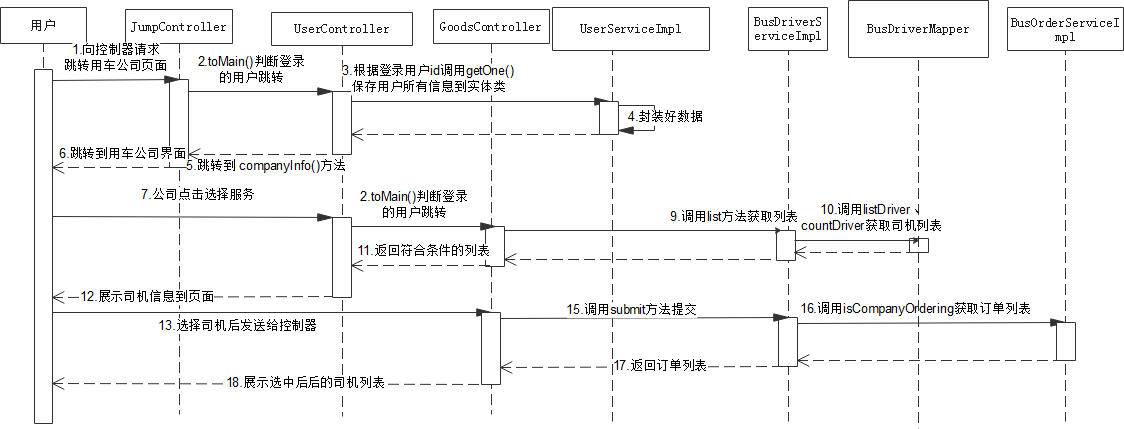 用户
JumpController
UserController
GoodsController
UserServiceImpl
BusDriverS
erviceImpl
BusDriverMapper
BusOrderServiceI
mpl
1.向控制器请求
跳转用车公司页面
2.toMain()判断登录
的用户跳转
3.根据登录用户id调用getOne()
保存用户所有信息到实体类
4.封装好数据
6.跳转到用车公司界面
5.跳转到 companyInfo()方法
7.公司点击选择服务
2.toMain()判断登录
的用户跳转
9.调用list方法获取列表
10.调用listDriver、
countDriver获取司机列表
11.返回符合条件的列表
12.展示司机信息到页面
13.选择司机后发送给控制器
15.调用submit方法提交
16.调用isCompanyOrdering获取订单列表
17.返回订单列表
18.展示选中后后的司机列表